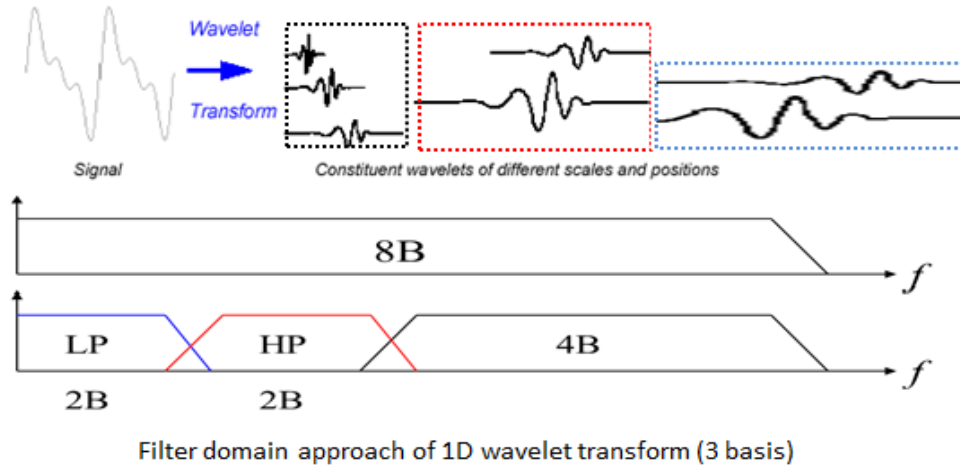 Wavelet
Transform
Signal
Constituent wavelets of different scales and positions
8B
f
LP
HP
4B
f
2B
2B
Filter domain approach of 1D wavelet transform (3 basis)